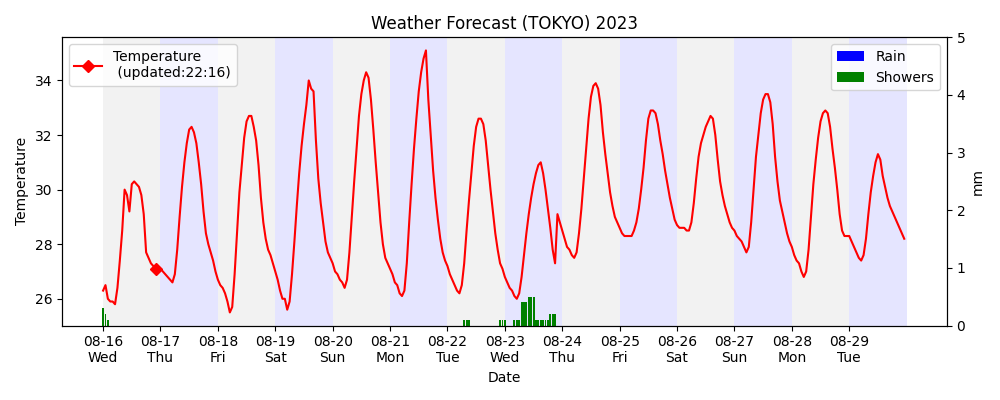 Weather Forecast (TOKYO) 2023
Temperature
(updated:22:16)
Rain
Showers
Temperature
34
32
30
28
26
5
4
3
2
1
0
mm
08-16 08-17 08-18 08-19 08-20 08-21 08-22 08-23 08-24 08-25 08-26 08-27 08-28 08-29
Wed Thu Fri Sat Sun Mon Tue Wed Thu Fri Sat Sun Mon Tue
Date